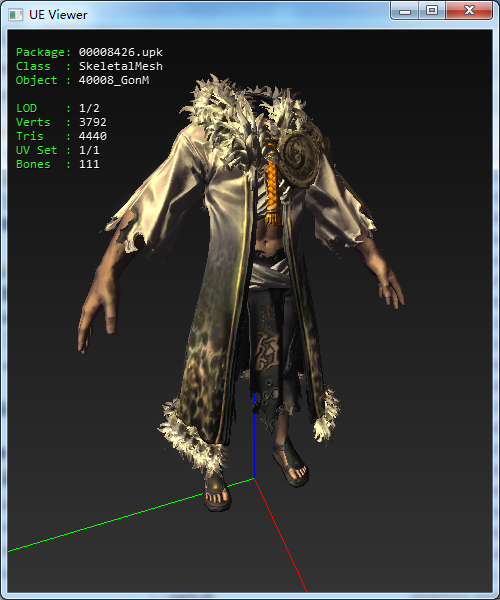 UE Viewer
Package: 00008426.upk
Class : SkeletalMesh
Object : 40008_GonM
LOD : 1/2
Verts : 3792
Tris : 4440
UV Set : 1/1
Bones : 111